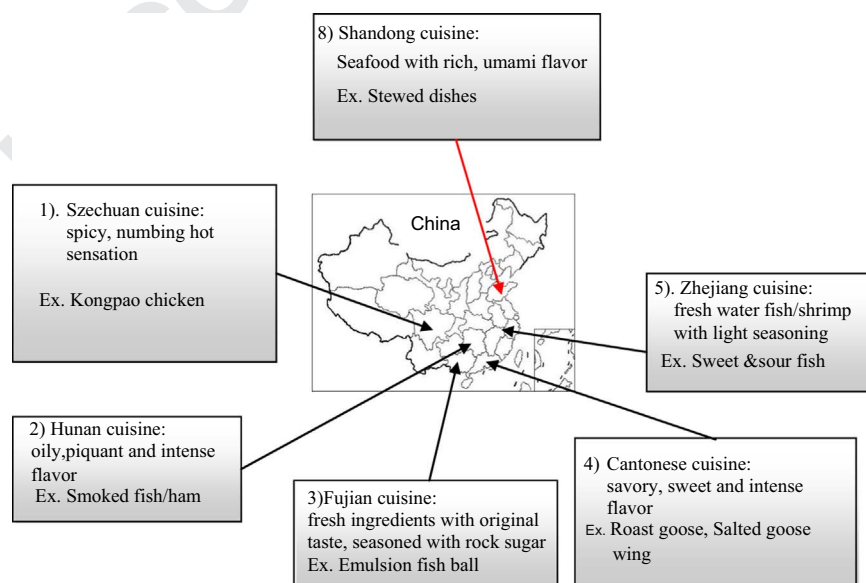 8) Shandong cuisine:
Seafood with rich, umami flavor
Ex. Stewed dishes
1). Szechuan cuisine:
spicy, numbing hot
sensation
Ex. Kongpao chicken
China
5). Zhejiang cuisine:
fresh water fish/shrimp
with light seasoning
Ex. Sweet &sour fish
2) Hunan cuisine:
oily,piquant and intense
flavor
Ex. Smoked fish/ham
3)Fujian cuisine:
fresh ingredients with original
taste, seasoned with rock sugar
Ex. Emulsion fish ball
4) Cantonese cuisine:
savory, sweet and intense
flavor
Ex. Roast goose, Salted goose
wing